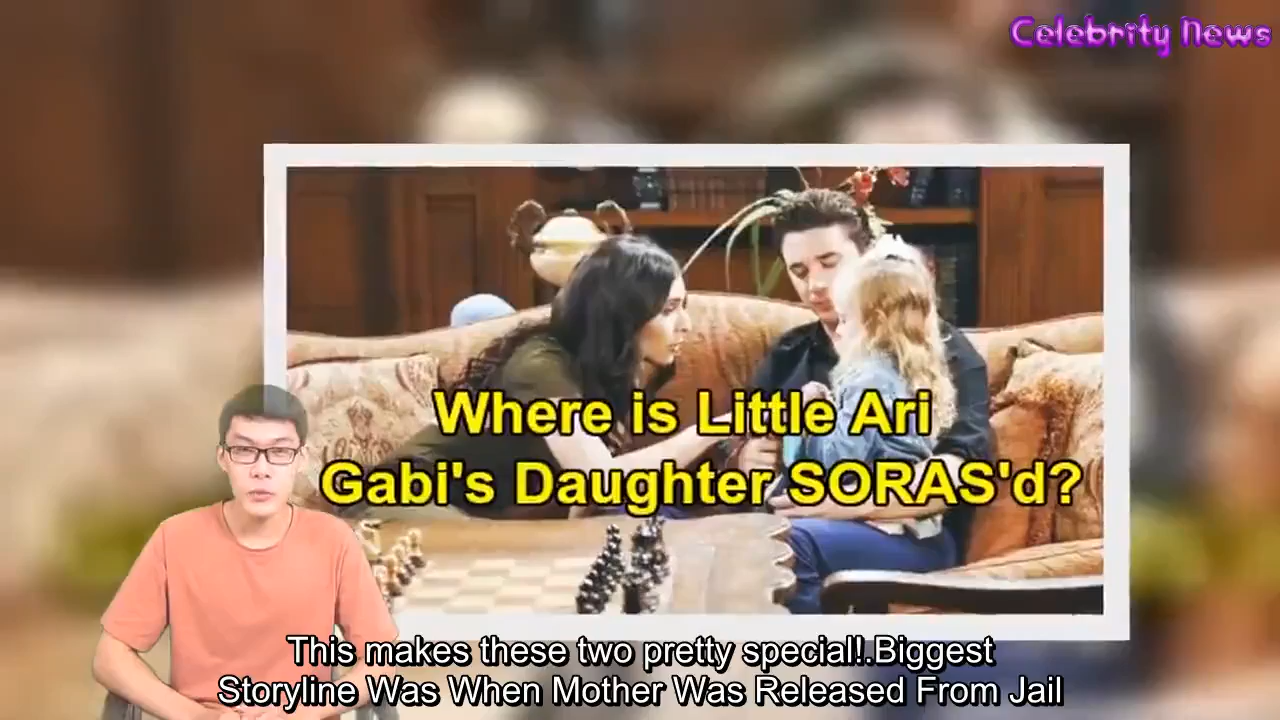 Celebrity News
Where is Little Ari
Gabi's Daughter SORAS'd?
This makes these two pretty special!.Biggest
Storyline Was When Mother Was Released From Jail